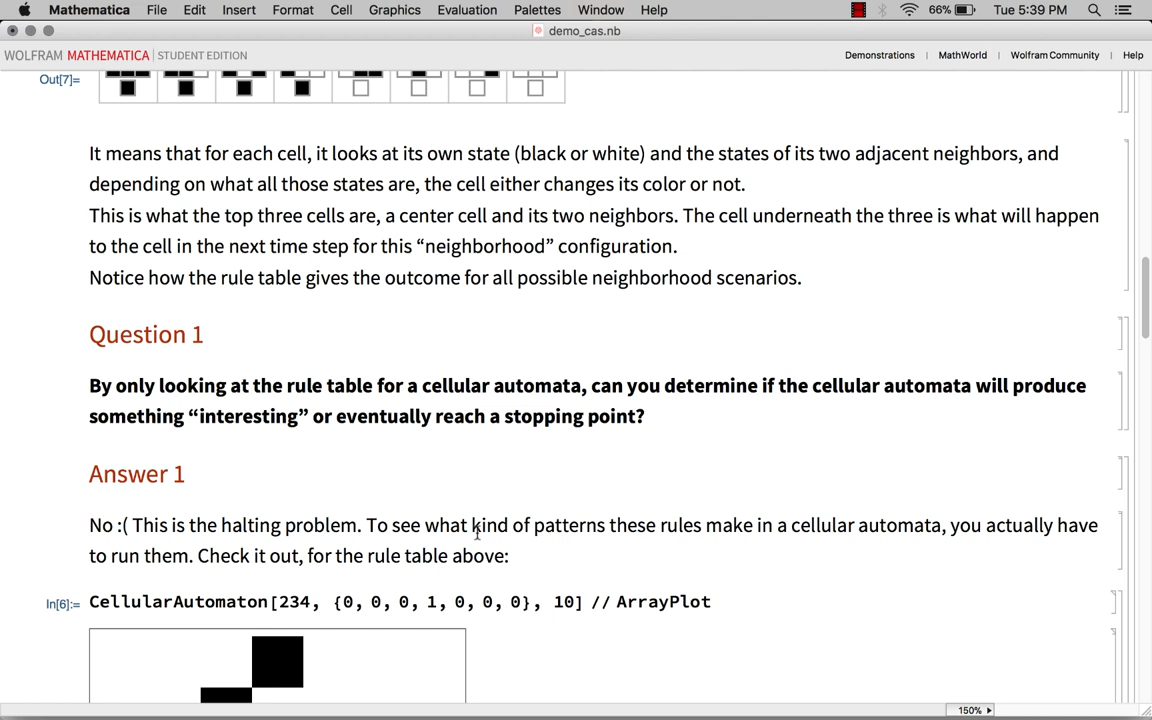 Mathematica File Edit Insert Format Cell Graphics Evaluation Palettes Window Help 66% Tue 5:39 PM
demo_cas.nb
WOLFRAM MATHEMATICA | STUDENT EDITION Demonstrations | MathWorld | Wolfram Community | Help
Out[7]=
It means that for each cell, it looks at its own state (black or white) and the states of its two adjacent neighbors, and
depending on what all those states are, the cell either changes its color or not.
This is what the top three cells are, a center cell and its two neighbors. The cell underneath the three is what will happen
to the cell in the next time step for this “neighborhood” configuration.
Notice how the rule table gives the outcome for all possible neighborhood scenarios.
Question 1
By only looking at the rule table for a cellular automata, can you determine if the cellular automata will produce
something “interesting” or eventually reach a stopping point?
Answer 1
No :( This is the halting problem. To see what kind of patterns these rules make in a cellular automata, you actually have
to run them. Check it out, for the rule table above:
In[6]:= CellularAutomaton[234, {0, 0, 0, 1, 0, 0, 0}, 10] // ArrayPlot
150%